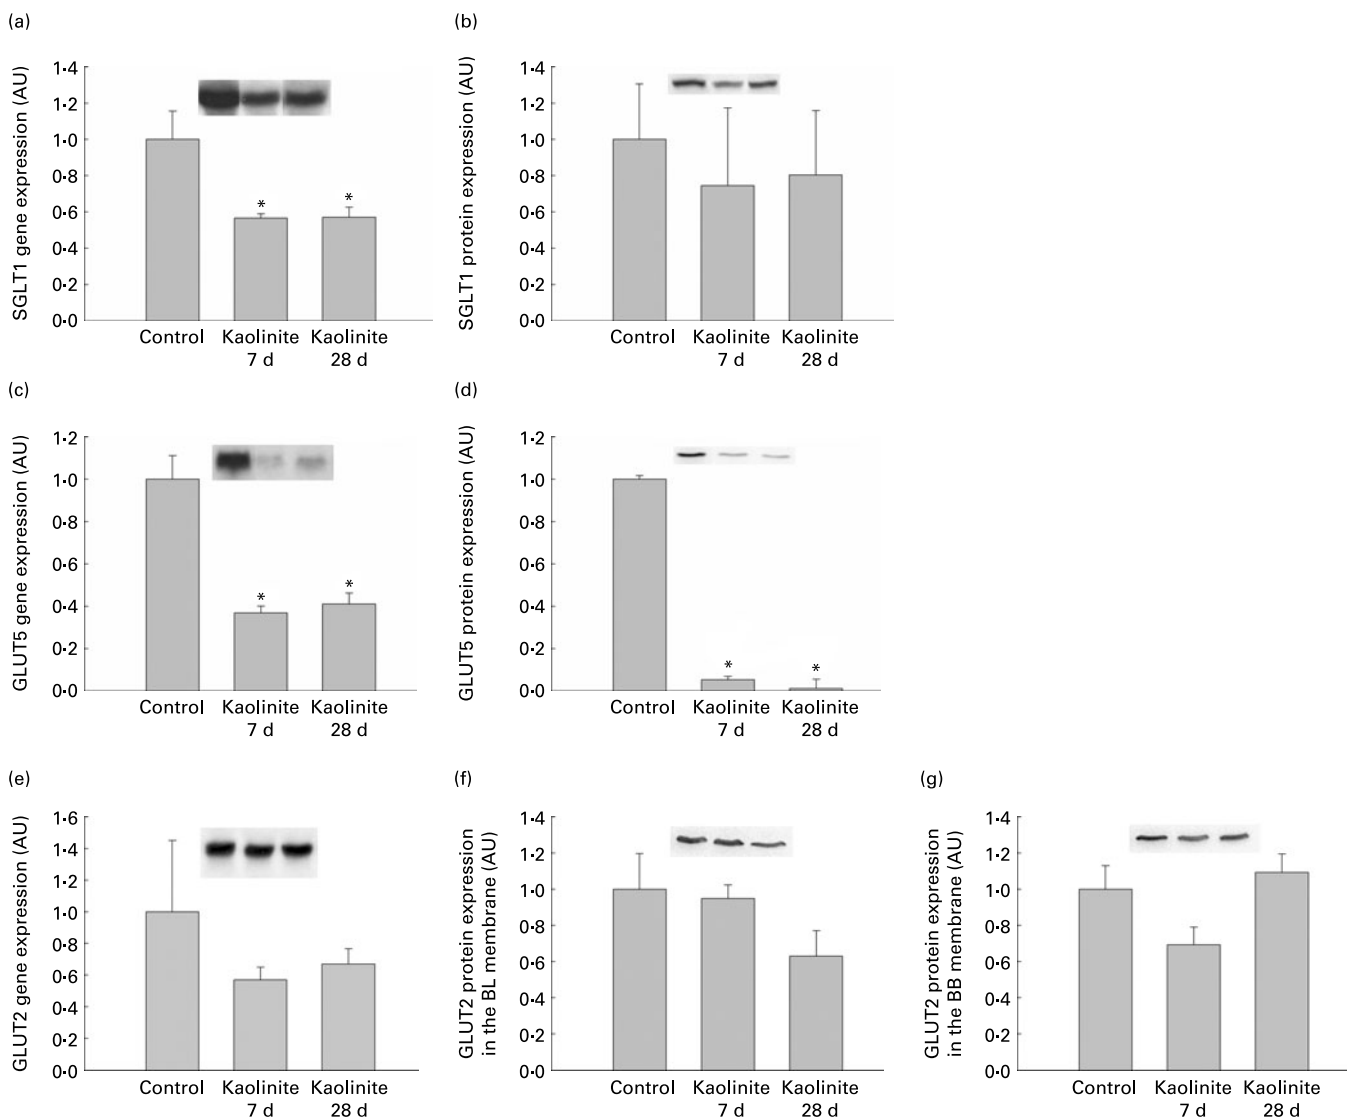 (a)
SGLT1 gene expression (AU)
1·4
1·2
1·0
0·8
0·6
0·4
0·2
0·0
*
*
Control
Kaolinite
7 d
Kaolinite
28 d
(b)
SGLT1 protein expression (AU)
1·4
1·2
1·0
0·8
0·6
0·4
0·2
0·0
Control
Kaolinite
7 d
Kaolinite
28 d
(c)
GLUT5 gene expression (AU)
1·2
1·0
0·8
0·6
0·4
0·2
0·0
*
*
Control
Kaolinite
7 d
Kaolinite
28 d
(d)
GLUT5 protein expression (AU)
1·2
1·0
0·8
0·6
0·4
0·2
0·0
*
*
Control
Kaolinite
7 d
Kaolinite
28 d
(e)
GLUT2 gene expression (AU)
1·6
1·4
1·2
1·0
0·8
0·6
0·4
0·2
0·0
Control
Kaolinite
7 d
Kaolinite
28 d
(f)
GLUT2 protein expression
in the BL membrane (AU)
1·4
1·2
1·0
0·8
0·6
0·4
0·2
0·0
Control
Kaolinite
7 d
Kaolinite
28 d
(g)
GLUT2 protein expression
in the BB membrane (AU)
1·4
1·2
1·0
0·8
0·6
0·4
0·2
0·0
Control
Kaolinite
7 d
Kaolinite
28 d